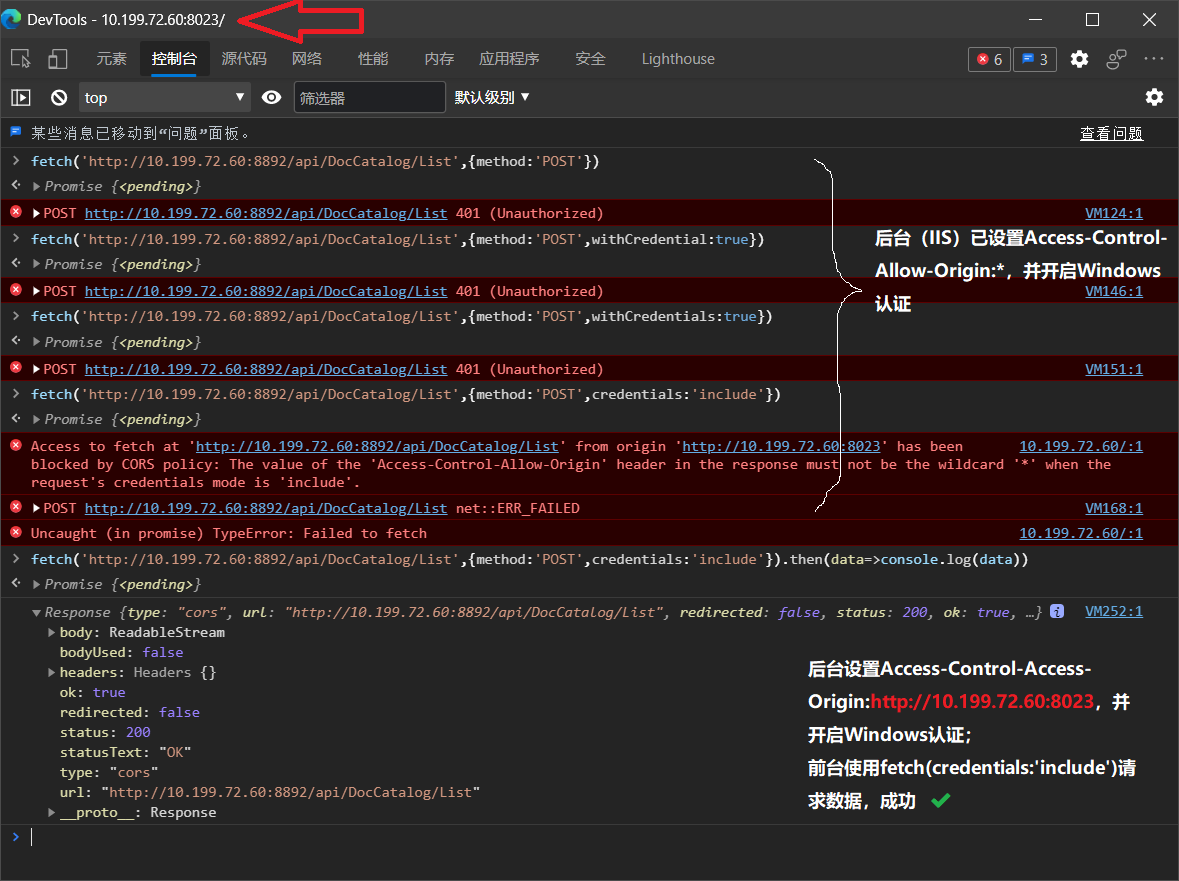 DevTools - 10.199.72.60:8023/
元素 控制台 源代码 网络 性能 内存 应用程序 安全 Lighthouse 6 3
top 筛选器 默认级别
某些消息已移动到“问题”面板。 查看问题
fetch('http://10.199.72.60:8892/api/DocCatalog/List',{method:'POST'})
Promise {<pending>}
POST http://10.199.72.60:8892/api/DocCatalog/List 401 (Unauthorized) VM124:1
fetch('http://10.199.72.60:8892/api/DocCatalog/List',{method:'POST',withCredential:true})
Promise {<pending>}
POST http://10.199.72.60:8892/api/DocCatalog/List 401 (Unauthorized) VM146:1
fetch('http://10.199.72.60:8892/api/DocCatalog/List',{method:'POST',withCredentials:true})
Promise {<pending>}
POST http://10.199.72.60:8892/api/DocCatalog/List 401 (Unauthorized) VM151:1
fetch('http://10.199.72.60:8892/api/DocCatalog/List',{method:'POST',credentials:'include'})
Promise {<pending>}
Access to fetch at 'http://10.199.72.60:8892/api/DocCatalog/List' from origin 'http://10.199.72.60:8023' has been 10.199.72.60/:1
blocked by CORS policy: The value of the 'Access-Control-Allow-Origin' header in the response must not be the wildcard '*' when the
request's credentials mode is 'include'.
POST http://10.199.72.60:8892/api/DocCatalog/List net::ERR_FAILED VM168:1
Uncaught (in promise) TypeError: Failed to fetch 10.199.72.60/:1
后台（IIS）已设置Access-Control-
Allow-Origin:*，并开启Windows
认证
fetch('http://10.199.72.60:8892/api/DocCatalog/List',{method:'POST',credentials:'include'}).then(data=>console.log(data))
Promise {<pending>}
Response {type: "cors", url: "http://10.199.72.60:8892/api/DocCatalog/List", redirected: false, status: 200, ok: true, …} i VM252:1
body: ReadableStream
bodyUsed: false
headers: Headers {}
ok: true
redirected: false
status: 200
statusText: "OK"
type: "cors"
url: "http://10.199.72.60:8892/api/DocCatalog/List"
__proto__: Response
后台设置Access-Control-Access-
Origin:http://10.199.72.60:8023，并
开启Windows认证；
前台使用fetch(credentials:'include')请
求数据，成功